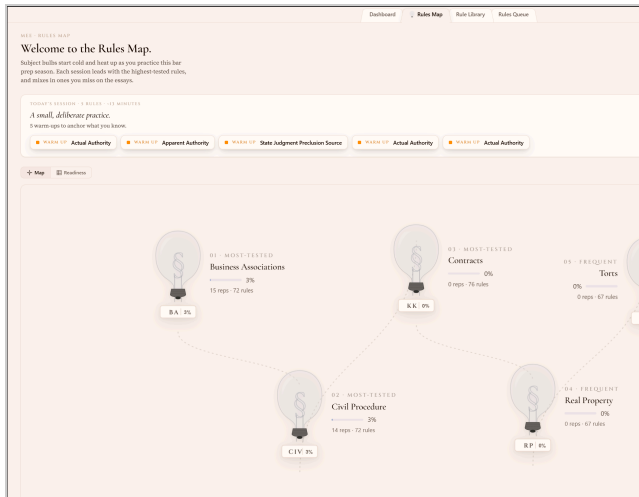 Dashboard
Rules Map
Rule Library
Rules Queue
MEE · RULES MAP
Welcome to the Rules Map.
Subject bulbs start cold and heat up as you practice this bar
prep season. Each session leads with the highest-tested rules,
and mixes in ones you miss on the essays.
TODAY'S SESSION · 5 RULES · ~13 MINUTES
A small, deliberate practice.
5 warm-ups to anchor what you know.
WARM UP Actual Authority
WARM UP Apparent Authority
WARM UP State Judgment Preclusion Source
WARM UP Actual Authority
WARM UP Actual Authority
Map
Readiness
01 · MOST-TESTED
Business Associations
3%
15 reps · 72 rules
BA 3%
03 · MOST-TESTED
Contracts
0%
0 reps · 76 rules
KK 0%
05 · FREQUENT
Torts
0%
0 reps · 67 rules
02 · MOST-TESTED
Civil Procedure
3%
14 reps · 72 rules
CIV 3%
04 · FREQUENT
Real Property
0%
0 reps · 67 rules
RP 0%